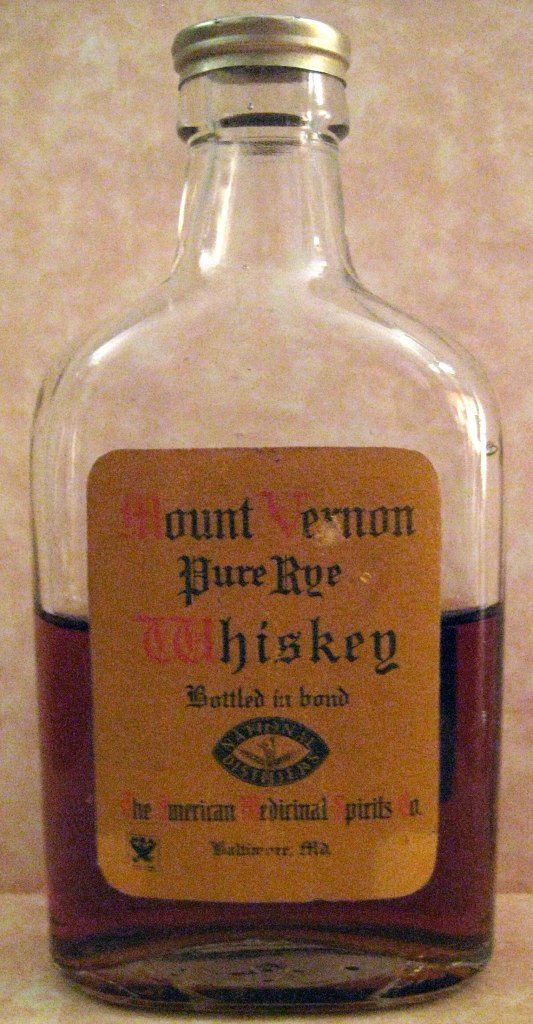 Mount Vernon
Pure Rye
Whiskey
Bottled in bond
NATIONAL
DISTILLERS
The American Medicinal Spirits Co.
Baltimore, Md.